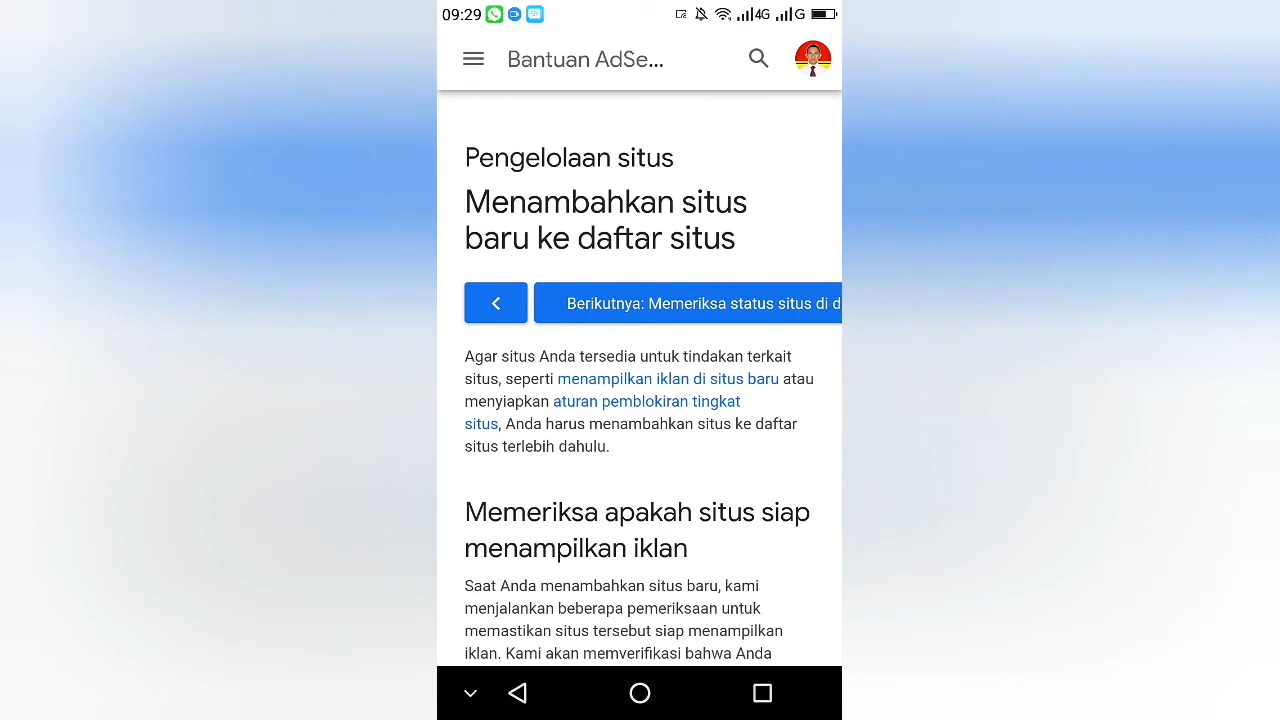 09:29 4G G
Bantuan AdSe...
Pengelolaan situs
Menambahkan situs
baru ke daftar situs
Berikutnya: Memeriksa status situs di d
Agar situs Anda tersedia untuk tindakan terkait
situs, seperti menampilkan iklan di situs baru atau
menyiapkan aturan pemblokiran tingkat
situs, Anda harus menambahkan situs ke daftar
situs terlebih dahulu.
Memeriksa apakah situs siap
menampilkan iklan
Saat Anda menambahkan situs baru, kami
menjalankan beberapa pemeriksaan untuk
memastikan situs tersebut siap menampilkan
iklan. Kami akan memverifikasi bahwa Anda